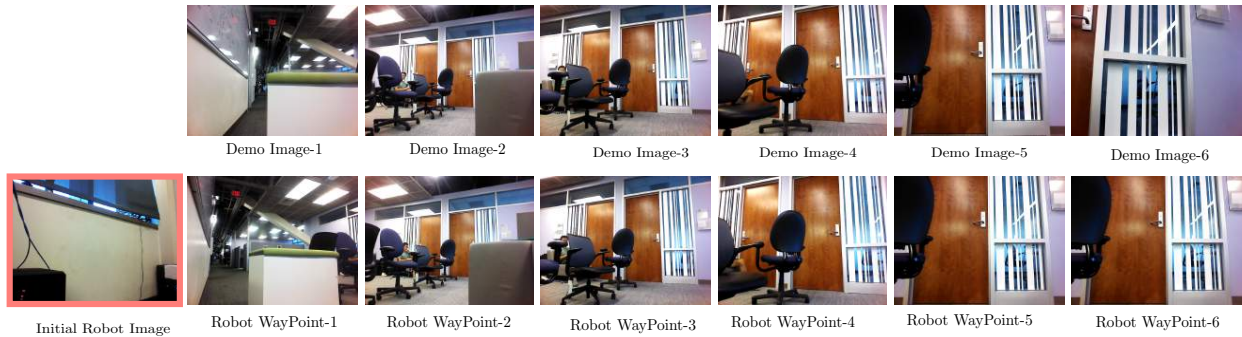 Demo Image-1
Demo Image-2
Demo Image-3
Demo Image-4
Demo Image-5
Demo Image-6
Initial Robot Image
Robot WayPoint-1
Robot WayPoint-2
Robot WayPoint-3
Robot WayPoint-4
Robot WayPoint-5
Robot WayPoint-6